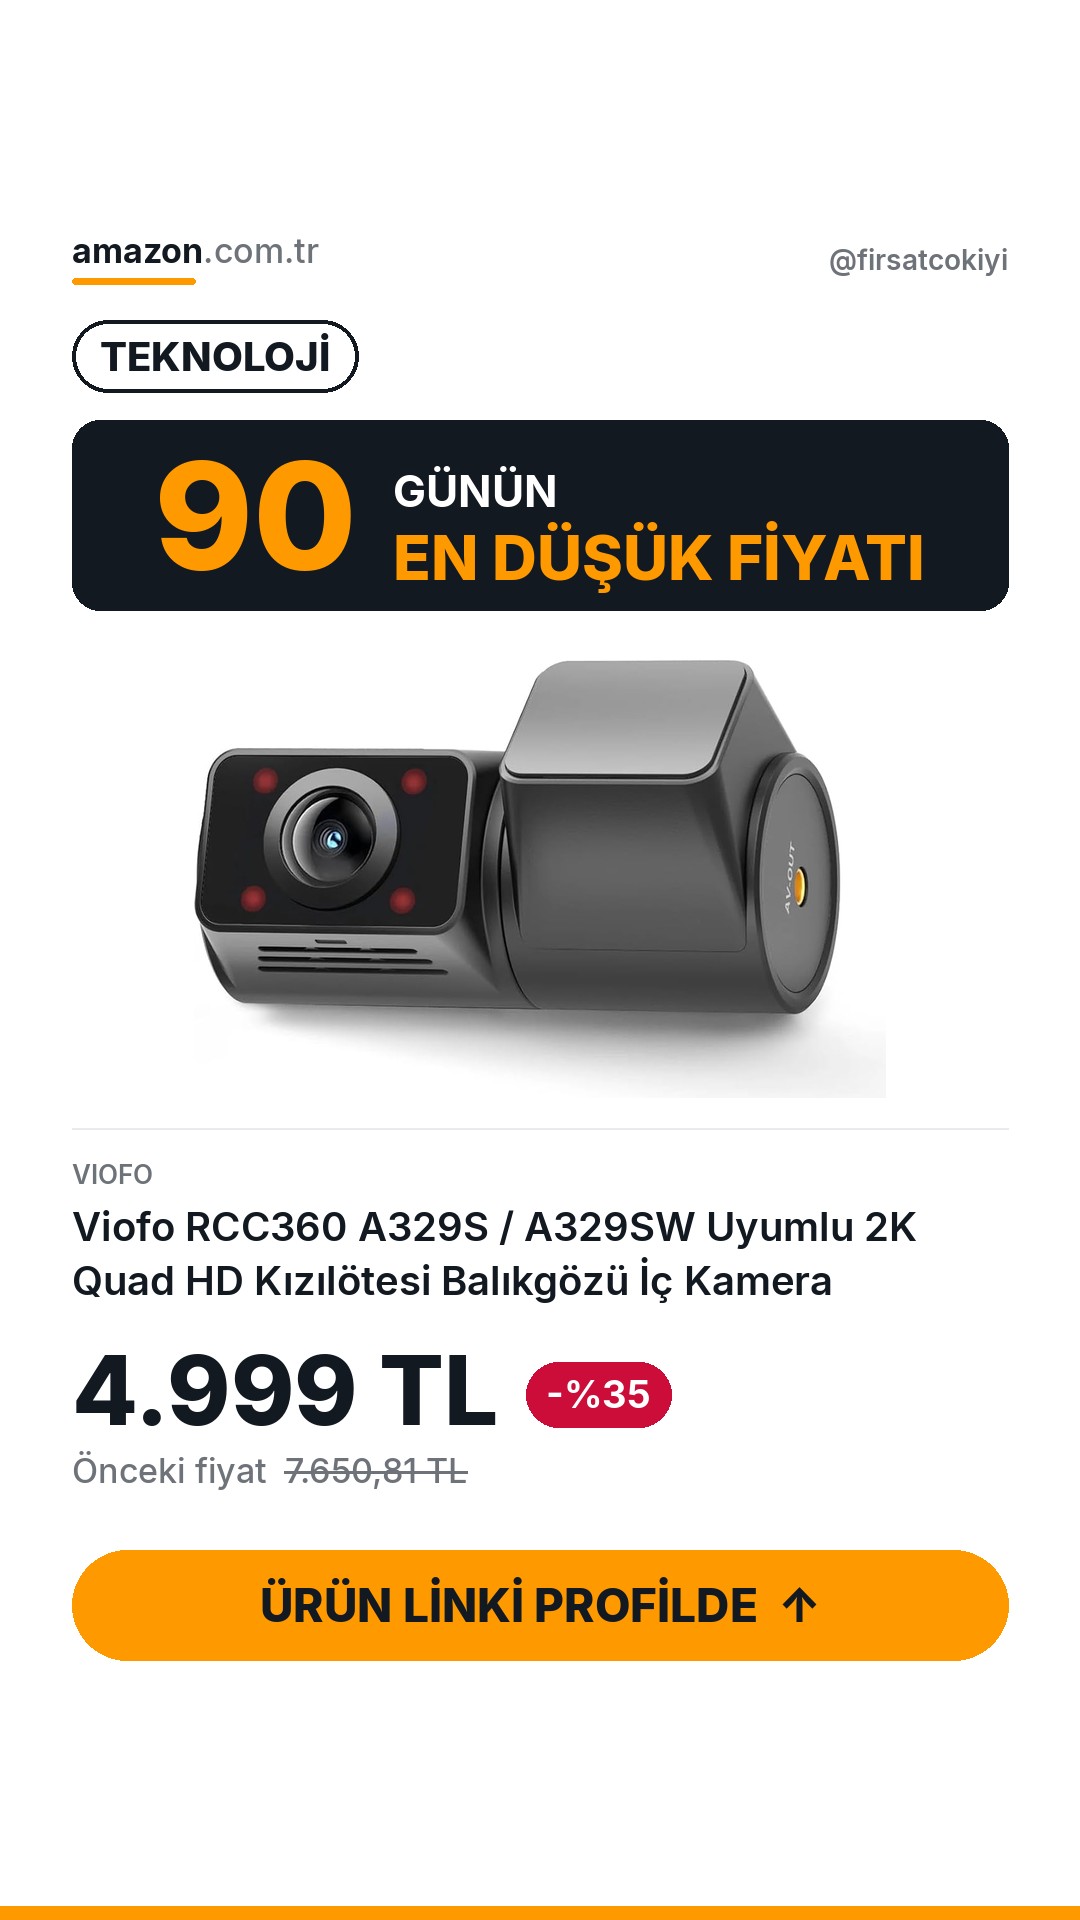 amazon.com.tr
@firsatcokiyi
TEKNOLOJİ
90
GÜNÜN
EN DÜŞÜK FİYATI
AV-OUT
VIOFO
Viofo RCC360 A329S / A329SW Uyumlu 2K
Quad HD Kızılötesi Balıkgözü İç Kamera
4.999 TL
-%35
Önceki fiyat 7.650,81 TL
ÜRÜN LİNKİ PROFİLDE ↑